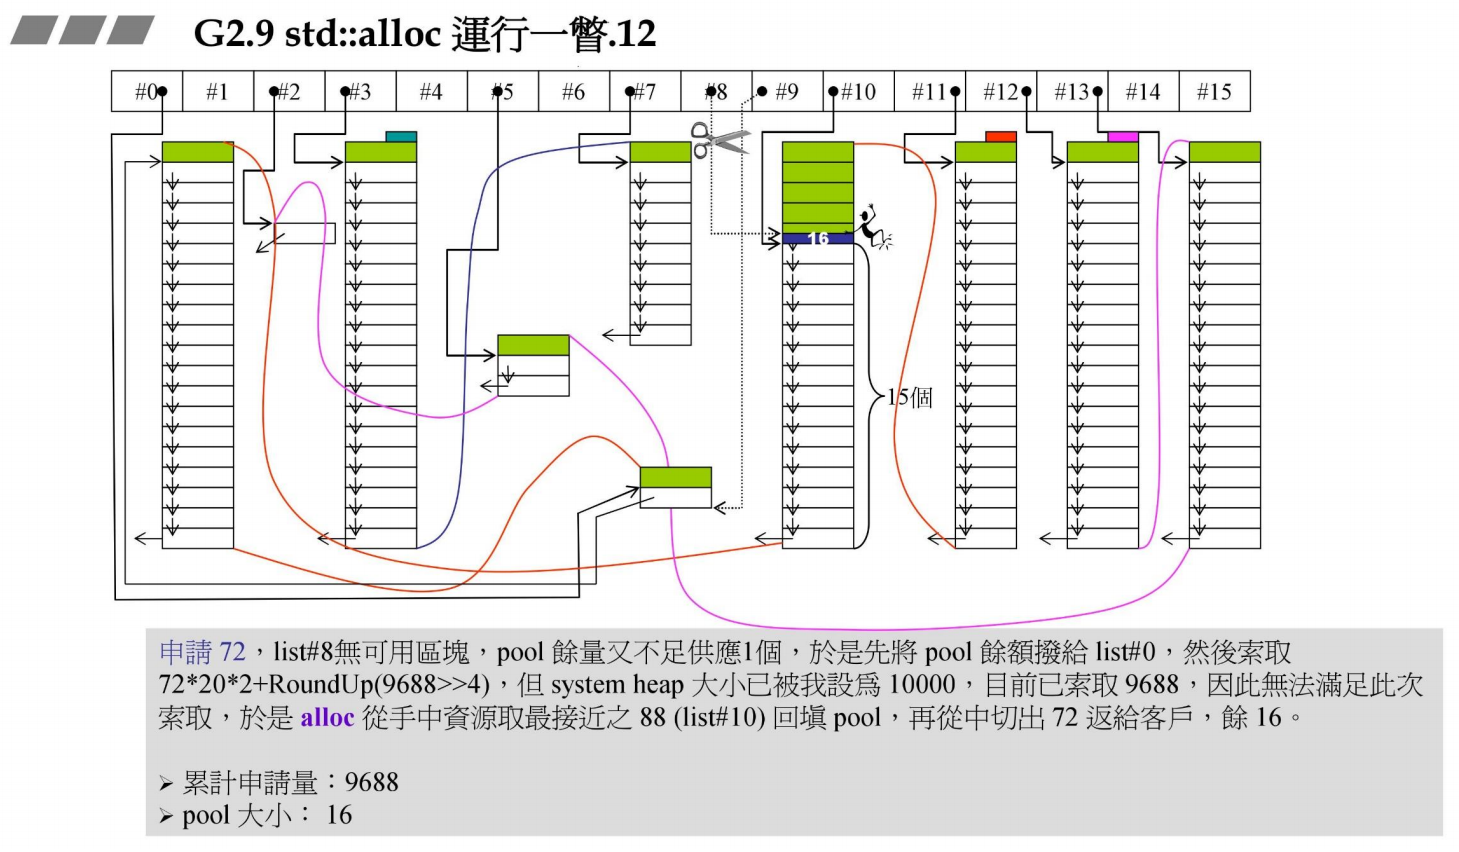 G2.9 std::alloc 運行一瞥.12
#0 #1 #2 #3 #4 #5 #6 #7 #8 #9 #10 #11 #12 #13 #14 #15
16
15個
申請 72，list#8無可用區塊，pool 餘量又不足供應1個，於是先將 pool 餘額撥給 list#0，然後索取
72*20*2+RoundUp(9688>>4)，但 system heap 大小已被我設為 10000，目前已索取 9688，因此無法滿足此次
索取，於是 alloc 從手中資源取最接近之 88 (list#10) 回填 pool，再從中切出 72 返給客戶，餘 16。
➢ 累計申請量：9688
➢ pool 大小： 16